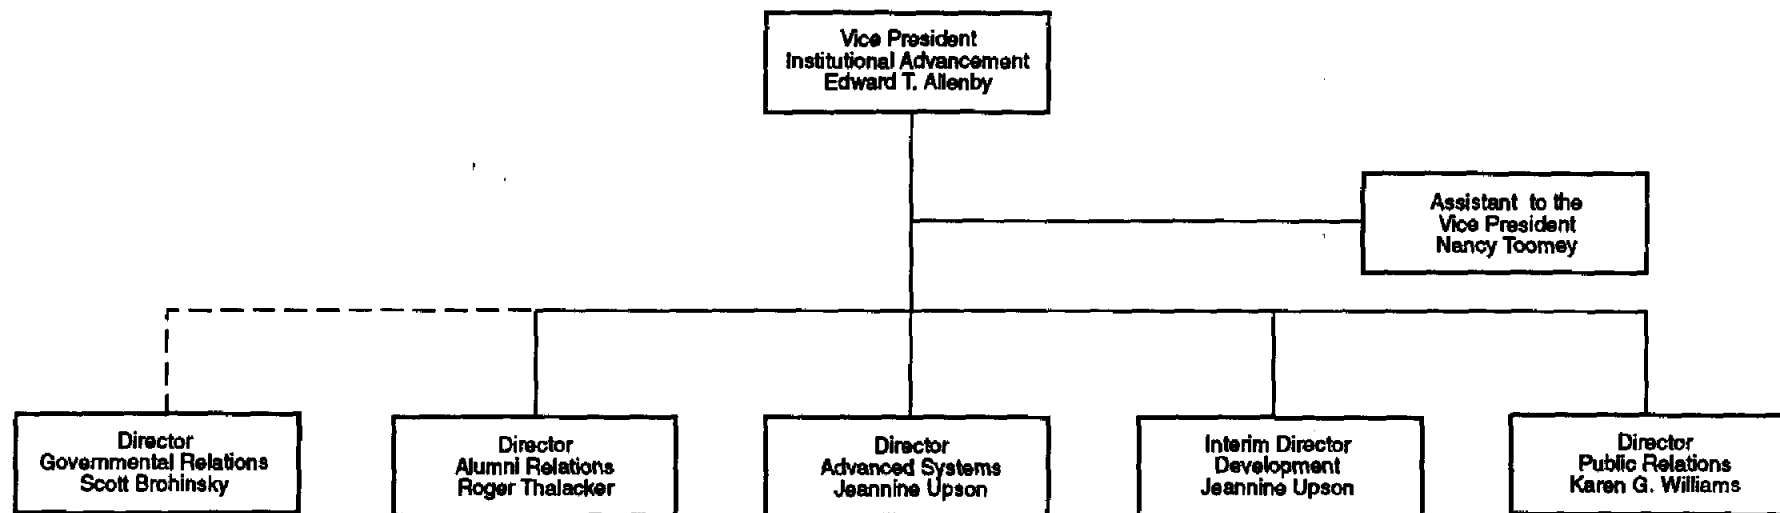 Vice President
Institutional Advancement
Edward T. Allenby
Assistant to the
Vice President
Nancy Toomey
Director
Governmental Relations
Scott Brohinsky
Director
Alumni Relations
Roger Thalacker
Director
Advanced Systems
Jeannine Upson
Interim Director
Development
Jeannine Upson
Director
Public Relations
Karen G. Williams